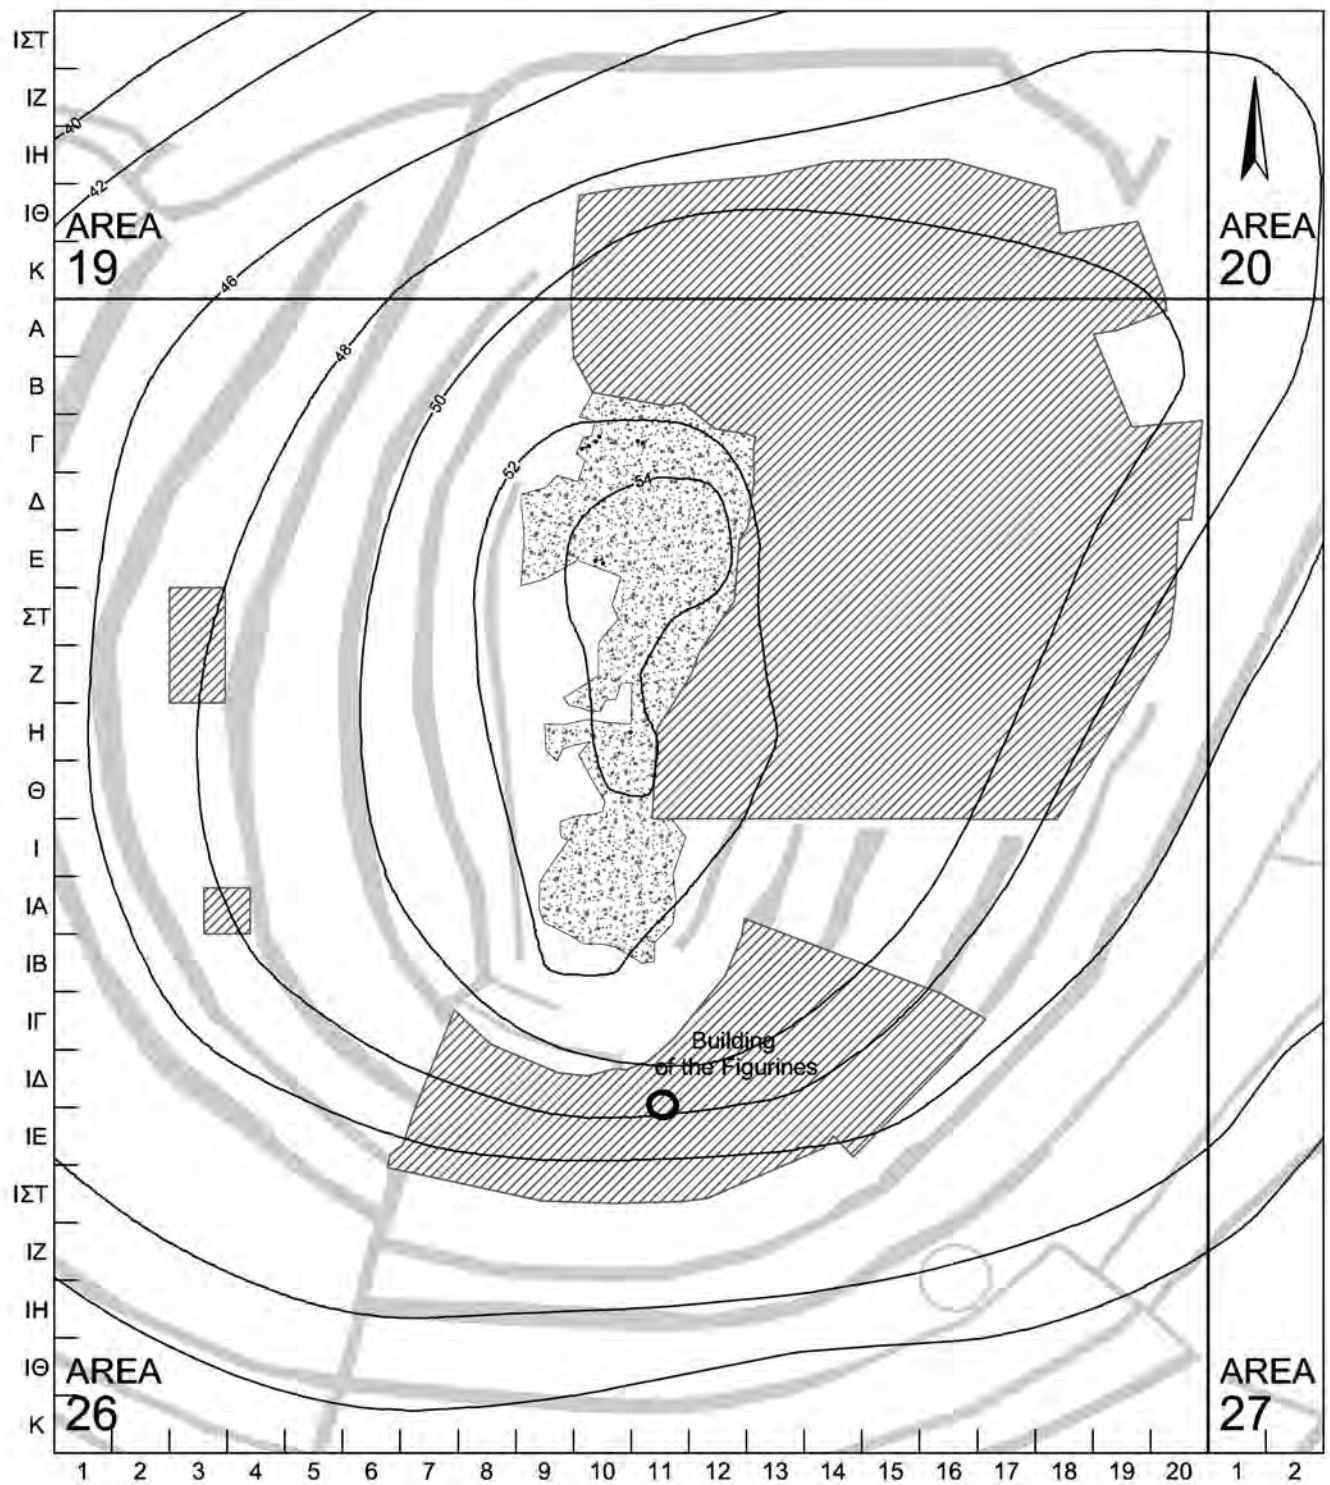 ΙΣΤ
ΙΖ
ΙΗ
ΙΘ
Κ
Α
Β
Γ
Δ
Ε
ΣΤ
Ζ
Η
Θ
Ι
ΙΑ
ΙΒ
ΙΓ
ΙΔ
ΙΕ
ΙΣΤ
ΙΖ
ΙΗ
ΙΘ
Κ
40
42
46
48
50
52
54
AREA
19
AREA
20
Building
of the Figurines
AREA
26
AREA
27
1 2 3 4 5 6 7 8 9 10 11 12 13 14 15 16 17 18 19 20 1 2